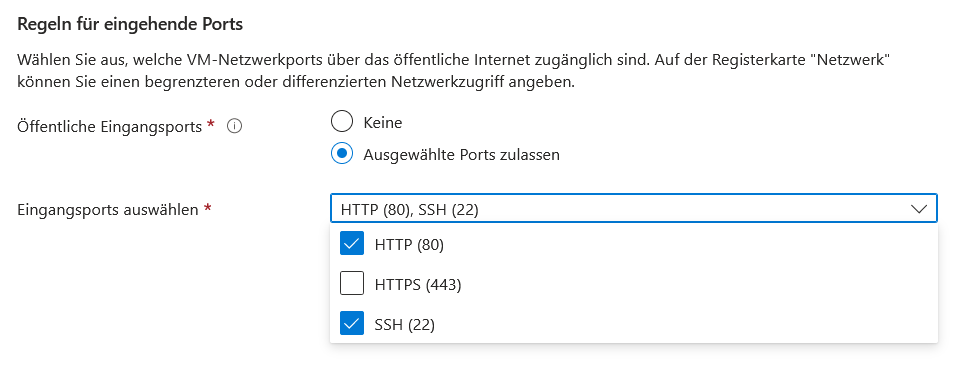 Regeln für eingehende Ports
Wählen Sie aus, welche VM-Netzwerkports über das öffentliche Internet zugänglich sind. Auf der Registerkarte "Netzwerk"
können Sie einen begrenzteren oder differenzierten Netzwerkzugriff angeben.
Öffentliche Eingangsports *
Keine
Ausgewählte Ports zulassen
Eingangsports auswählen *
HTTP (80), SSH (22)
HTTP (80)
HTTPS (443)
SSH (22)